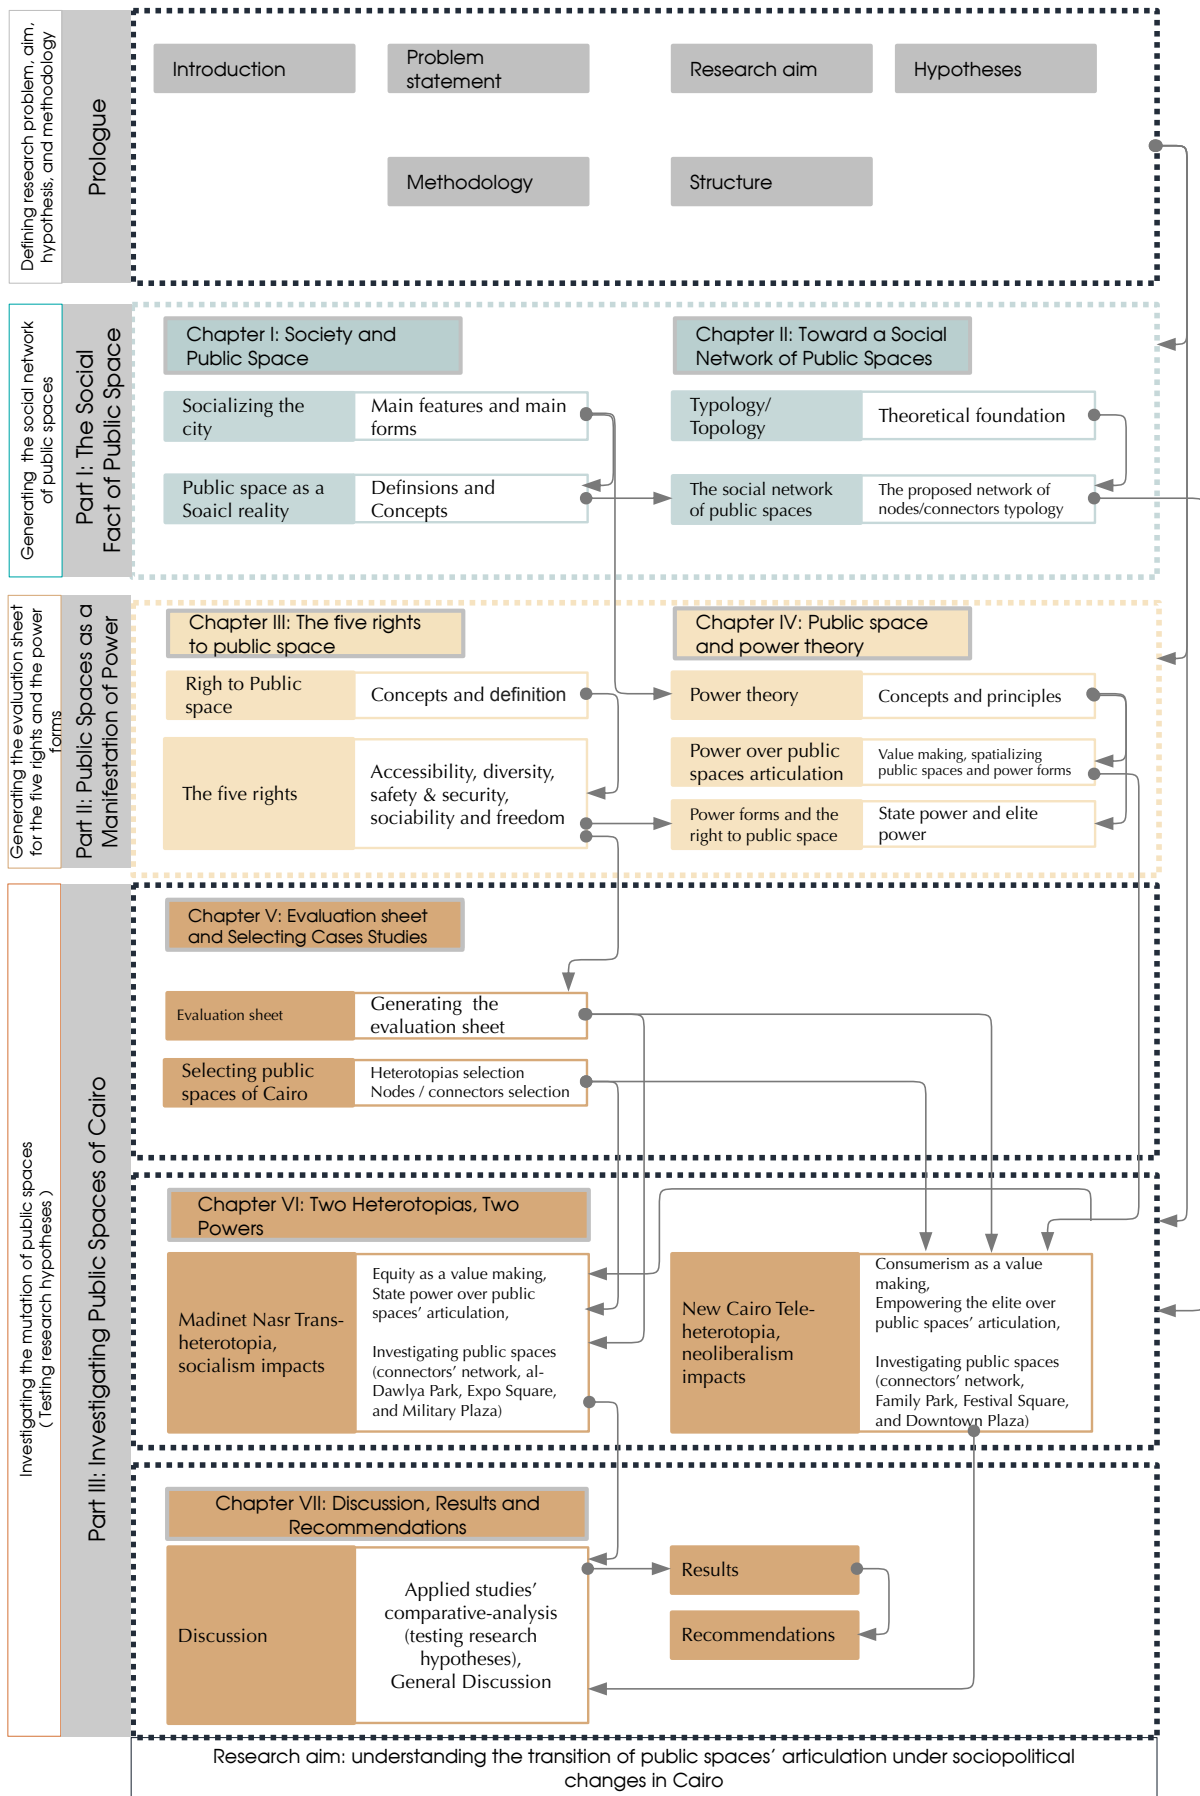 Defining research problem, aim,
hypothesis, and methodology
Prologue
Introduction
Problem
statement
Research aim
Hypotheses
Methodology
Structure
Generating  the social network
of public spaces
Part I: The Social
Fact of Public Space
Chapter I: Society and
Public Space
Chapter II: Toward a Social
Network of Public Spaces
Socializing the
city
Main features and main
forms
Typology/
Topology
Theoretical foundation
Public space as a
Soaicl reality
Definsions and
Concepts
The social network
of public spaces
The proposed network of
nodes/connectors typology
Generating the evaluation sheet
for the five rights and the power
forms
Part II: Public Spaces as a
Manifestation of Power
Chapter III: The five rights
to public space
Chapter IV: Public space
and power theory
Righ to Public
space
Concepts and definition
Power theory
Concepts and principles
The five rights
Accessibility, diversity,
safety & security,
sociability and freedom
Power over public
spaces articulation
Value making, spatializing
public spaces and power forms
Power forms and the
right to public space
State power and elite
power
Investigating the mutation of public spaces
( Testing research hypotheses )
Part III: Investigating Public Spaces of Cairo
Chapter V: Evaluation sheet
and Selecting Cases Studies
Evaluation sheet
Generating  the
evaluation sheet
Selecting public
spaces of Cairo
Heterotopias selection
Nodes / connectors selection
Chapter VI: Two Heterotopias, Two
Powers
Madinet Nasr Trans-
heterotopia,
socialism impacts
Equity as a value making,
State power over public
spaces' articulation,
Investigating public spaces
(connectors' network, al-
Dawlya Park, Expo Square,
and Military Plaza)
New Cairo Tele-
heterotopia,
neoliberalism
impacts
Consumerism as a value
making,
Empowering the elite over
public spaces' articulation,
Investigating public spaces
(connectors' network,
Family Park, Festival Square,
and Downtown Plaza)
Chapter VII: Discussion, Results and
Recommendations
Discussion
Applied studies'
comparative-analysis
(testing research
hypotheses),
General Discussion
Results
Recommendations
Research aim: understanding the transition of public spaces' articulation under sociopolitical
changes in Cairo